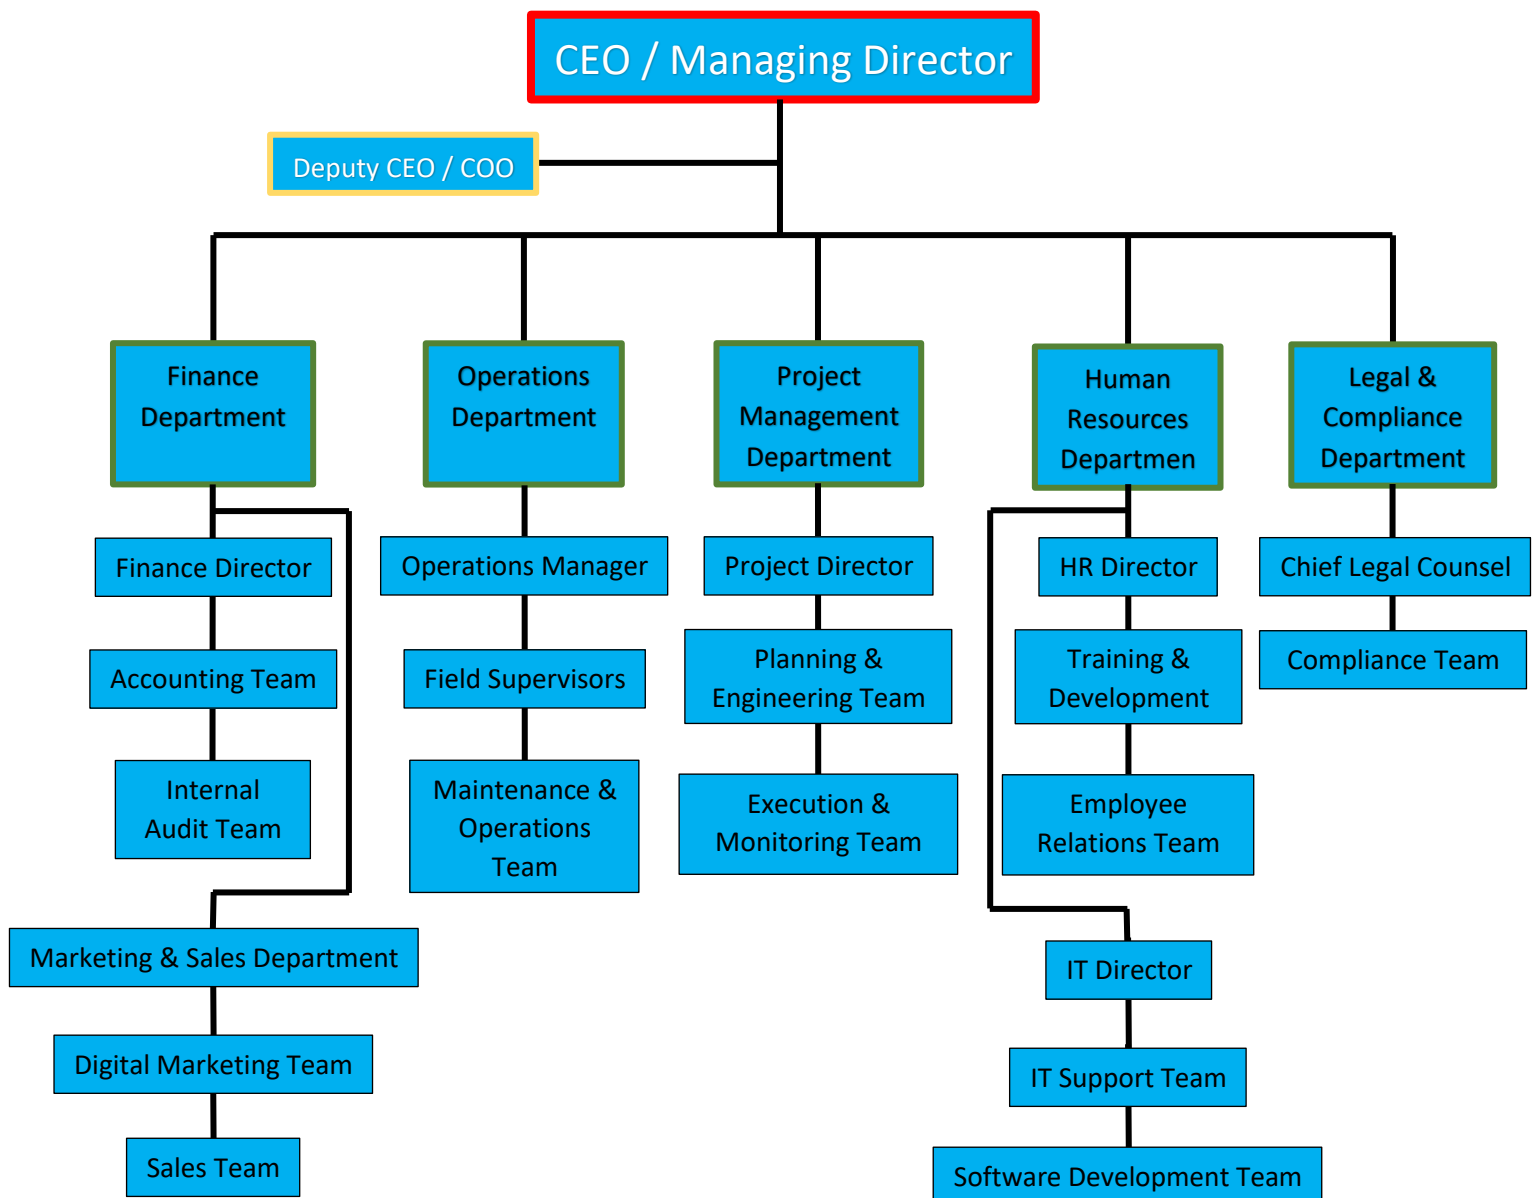 CEO / Managing Director
Deputy CEO / COO
Finance
Department
Operations
Department
Project
Management
Department
Human
Resources
Departmen
Legal &
Compliance
Department
Finance Director
Operations Manager
Project Director
HR Director
Chief Legal Counsel
Accounting Team
Field Supervisors
Planning &
Engineering Team
Training &
Development
Compliance Team
Internal
Audit Team
Maintenance &
Operations
Team
Execution &
Monitoring Team
Employee
Relations Team
Marketing & Sales Department
IT Director
Digital Marketing Team
IT Support Team
Sales Team
Software Development Team